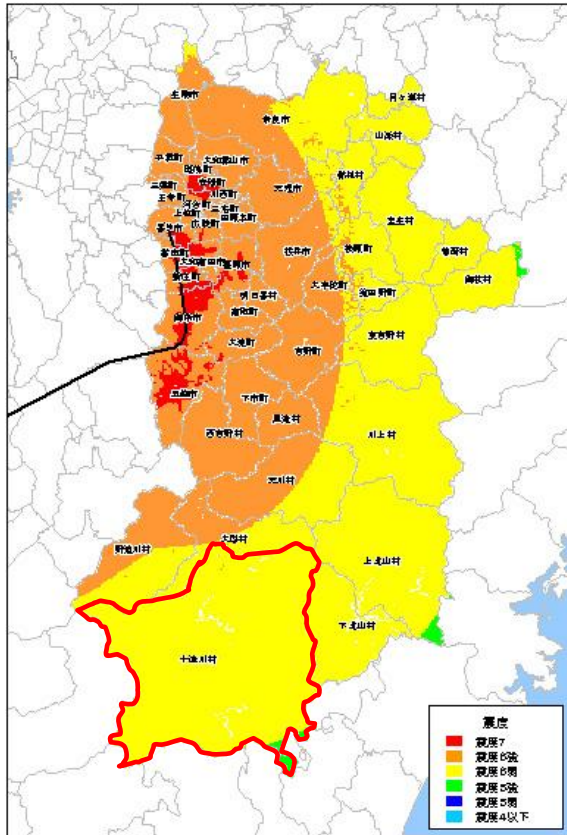 生駒市
奈良市
月ヶ瀬村
山添村
平群町
大和郡山市
斑鳩町
安堵町
都祁村
三郷町
川西町
天理市
王寺町
河合町
三宅町
上牧町
広陵町
田原本町
室生村
香芝市
桜井市
榛原町
曽爾村
當麻町
大和高田市
橿原市
御杖村
新庄町
大宇陀町
菟田野町
明日香村
高取町
御所市
東吉野村
大淀町
吉野町
五條市
下市町
黒滝村
西吉野村
川上村
天川村
大塔村
野迫川村
上北山村
下北山村
十津川村
震度
震度7
震度6強
震度6弱
震度5強
震度5弱
震度4以下